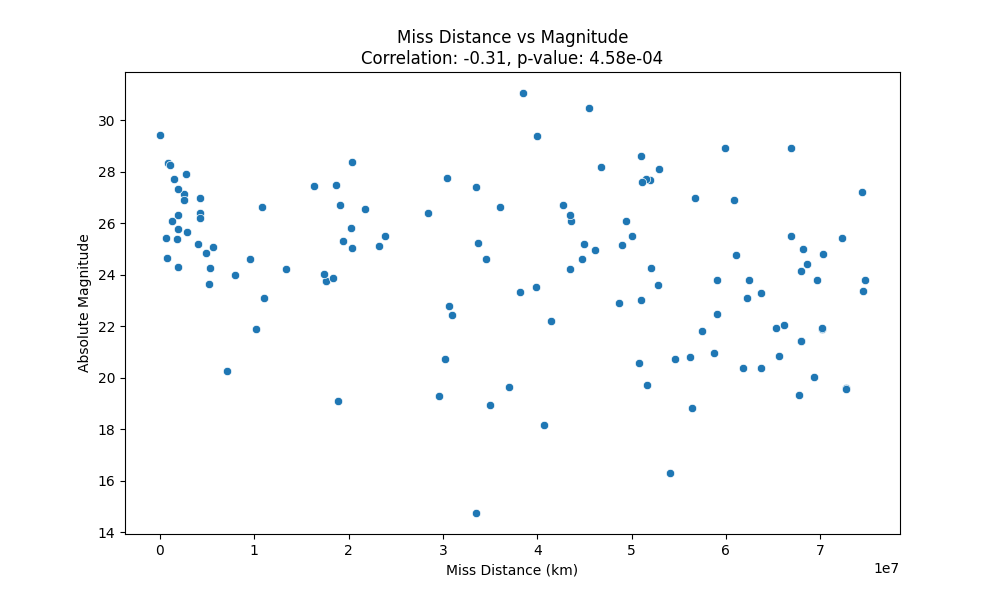 Miss Distance vs Magnitude
Correlation: -0.31, p-value: 4.58e-04
Absolute Magnitude
30
28
26
24
22
20
18
16
14
0 1 2 3 4 5 6 7
1e7
Miss Distance (km)